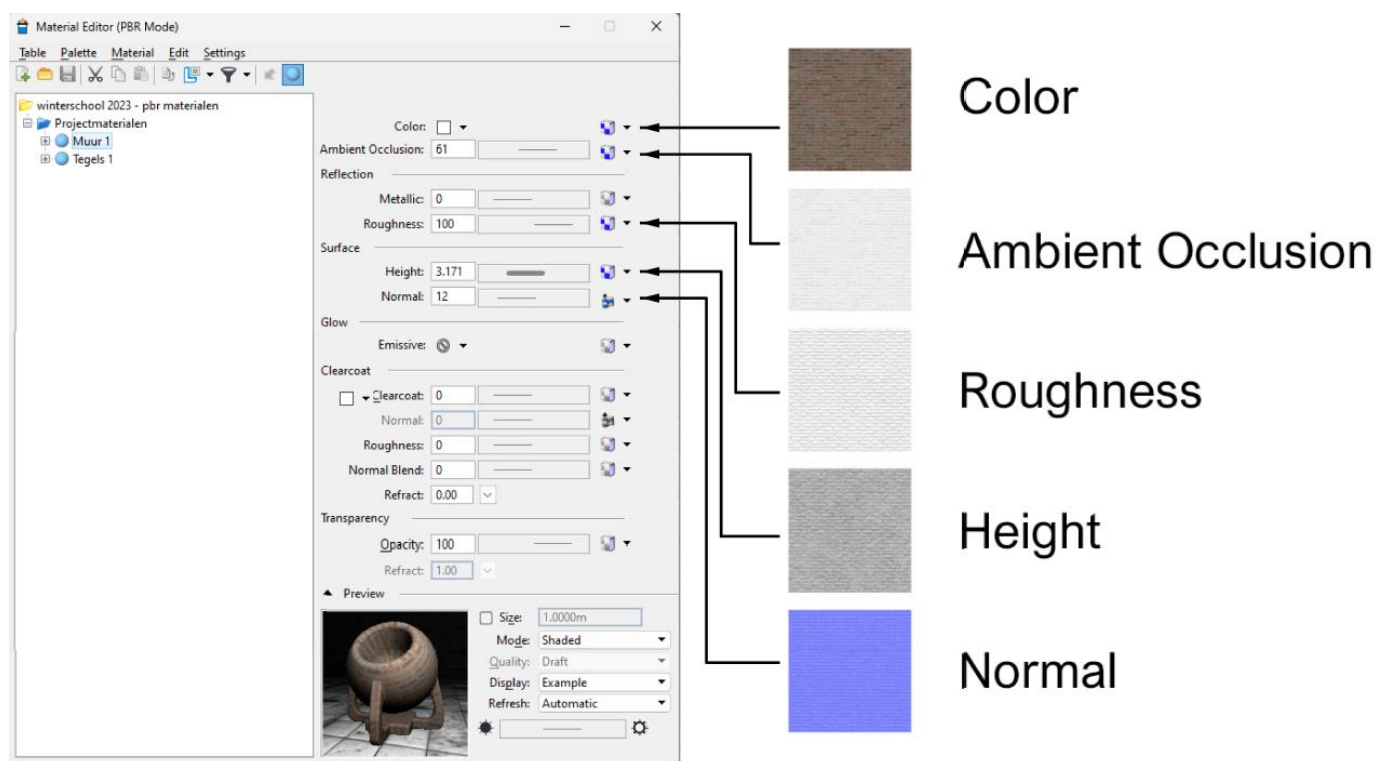 Material Editor (PBR Mode)
Table Palette Material Edit Settings
winterschool 2023 - pbr materialen
Projectmaterialen
Muur 1
Tegels 1
Color:
Ambient Occlusion: 61
Reflection
Metallic: 0
Roughness: 100
Surface
Height: 3.171
Normal: 12
Glow
Emissive:
Clearcoat
Clearcoat: 0
Normal: 0
Roughness: 0
Normal Blend: 0
Refract: 0.00
Transparency
Opacity: 100
Refract: 1.00
Preview
Size: 1.0000m
Mode: Shaded
Quality: Draft
Display: Example
Refresh: Automatic
Color
Ambient Occlusion
Roughness
Height
Normal